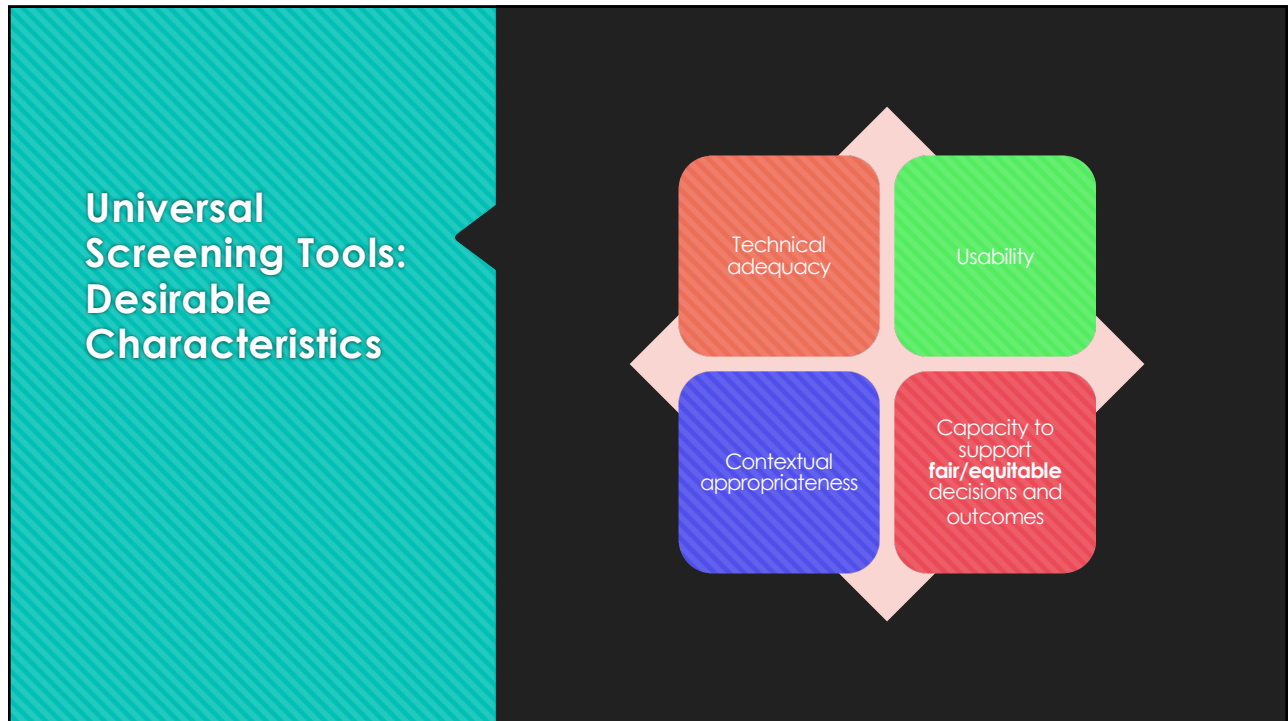 Universal
Screening Tools:
Desirable
Characteristics
Technical
adequacy
Usability
Contextual
appropriateness
Capacity to
support
fair/equitable
decisions and
outcomes